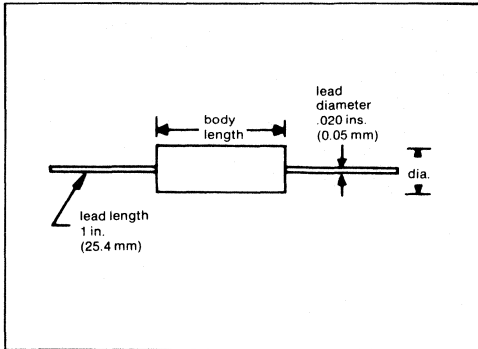 lead
diameter
.020 ins.
(0.05 mm)
body
length
dia.
lead length
1 in.
(25.4 mm)